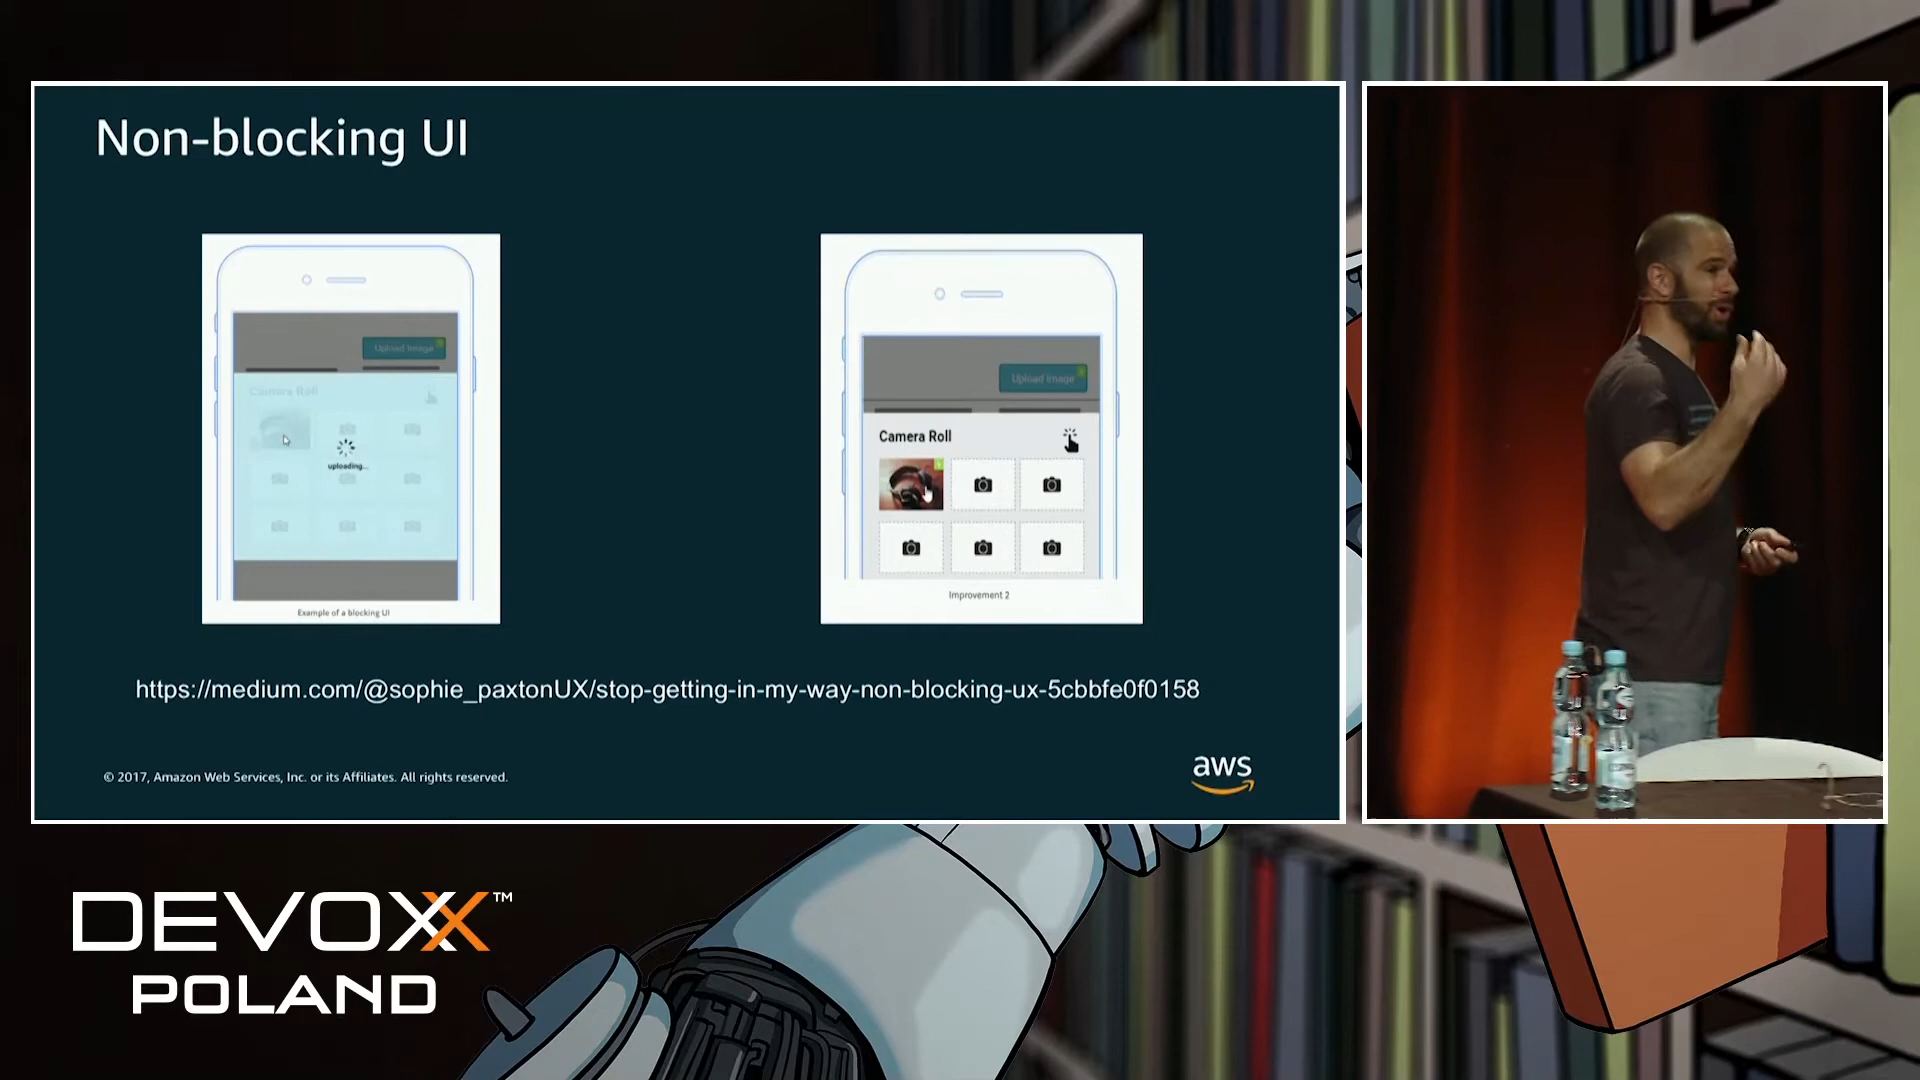 Non-blocking UI
Upload Image
Camera Roll
uploading...
Example of a blocking UI
Upload Image
Camera Roll
Improvement 2
https://medium.com/@sophie_paxtonUX/stop-getting-in-my-way-non-blocking-ux-5cbbfe0f0158
© 2017, Amazon Web Services, Inc. or its Affiliates. All rights reserved.
aws
DEVOXX™
POLAND